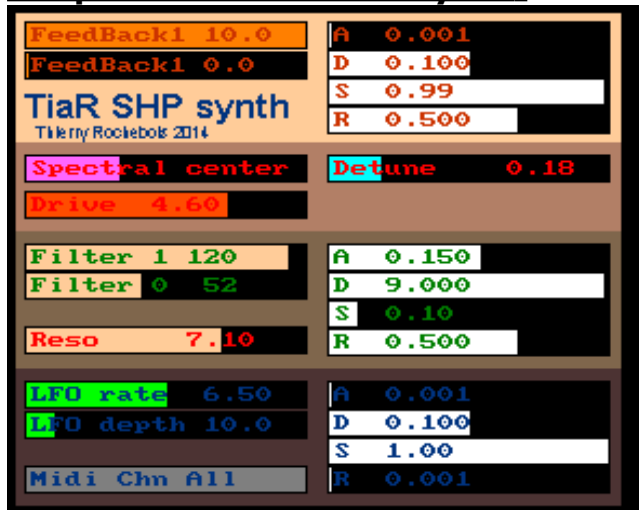 FeedBack1 10.0
FeedBack1 0.0
TiaR SHP synth
Thierry Rochebois 2014
A 0.001
D 0.100
S 0.99
R 0.500
Spectral center
Drive 4.60
Detune 0.18
Filter 1 120
Filter 0 52
Reso 7.10
A 0.150
D 9.000
S 0.10
R 0.500
LFO rate 6.50
LFO depth 10.0
Midi Chn All
A 0.001
D 0.100
S 1.00
R 0.001